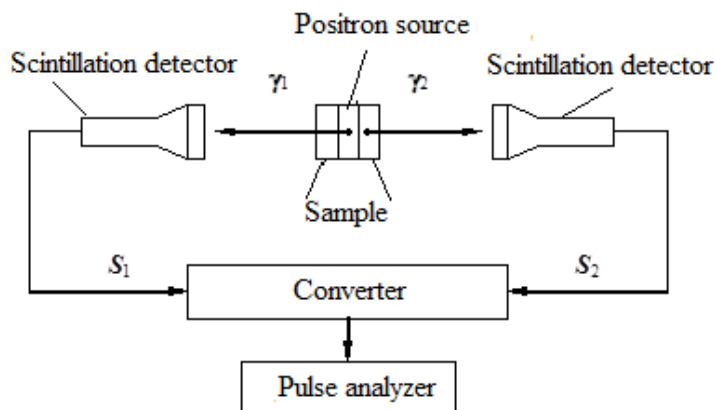 Positron source
Scintillation detector
Scintillation detector
γ1
γ2
Sample
S1
S2
Converter
Pulse analyzer